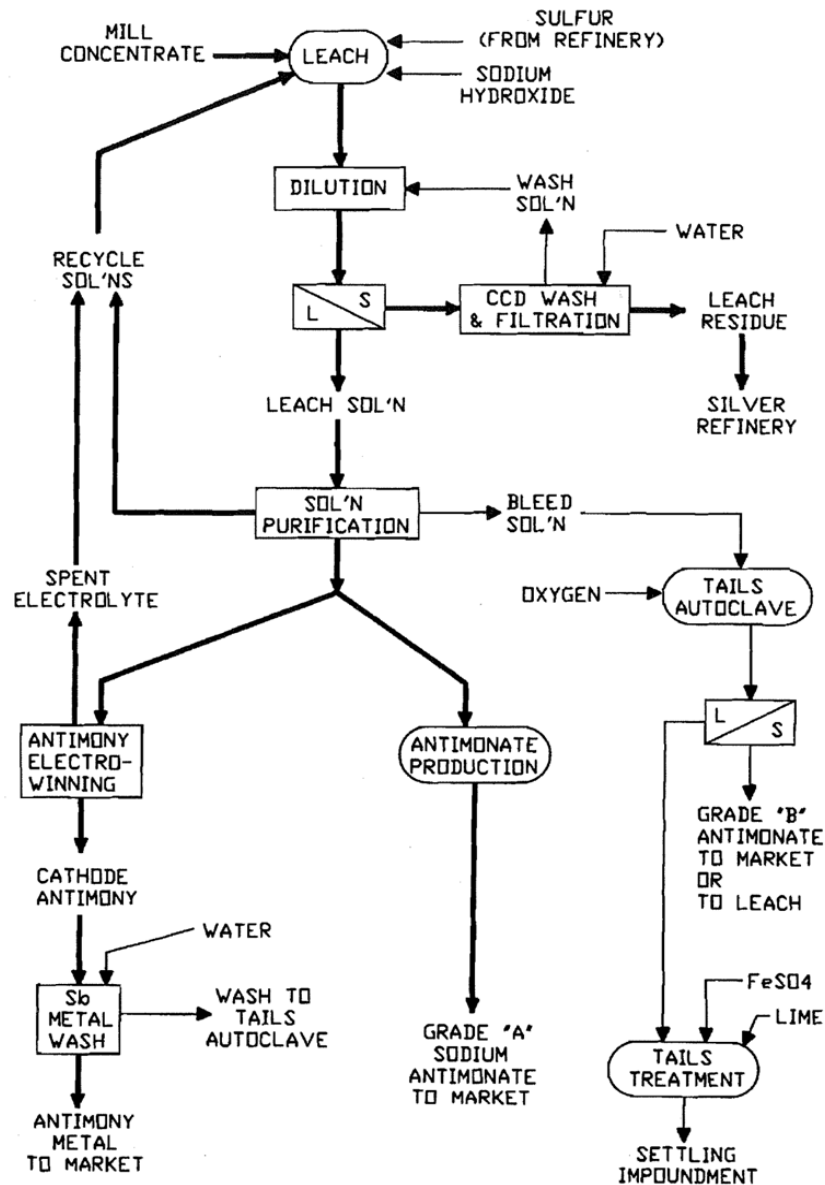 MILL
CONCENTRATE
LEACH
SULFUR
(FROM REFINERY)
SODIUM
HYDROXIDE
DILUTION
WASH
SOL'N
RECYCLE
SOL'NS
WATER
L S
CCD WASH
& FILTRATION
LEACH
RESIDUE
LEACH SOL'N
SILVER
REFINERY
SOL'N
PURIFICATION
BLEED
SOL'N
SPENT
ELECTROLYTE
OXYGEN
TAILS
AUTOCLAVE
L S
ANTIMONY
ELECTRO-
WINNING
ANTIMONATE
PRODUCTION
GRADE "B"
ANTIMONATE
TO MARKET
OR
TO LEACH
CATHODE
ANTIMONY
WATER
Sb
METAL
WASH
WASH TO
TAILS
AUTOCLAVE
GRADE "A"
SODIUM
ANTIMONATE
TO MARKET
FeSO4
LIME
TAILS
TREATMENT
ANTIMONY
METAL
TO MARKET
SETTLING
IMPOUNDMENT